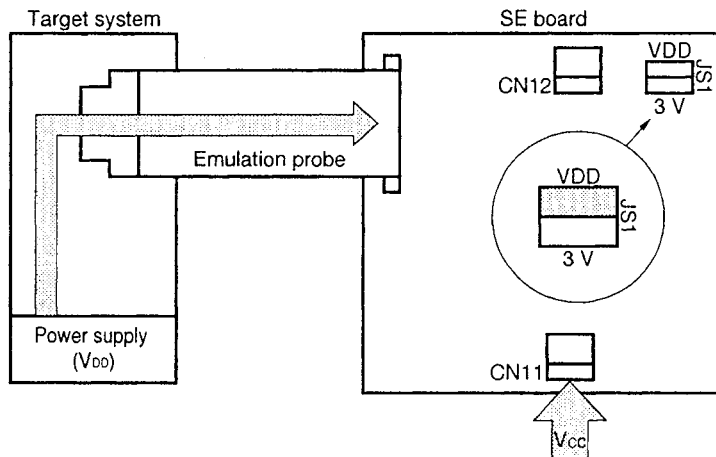 Target system
SE board
VDD
JS1
3 V
CN12
Emulation probe
VDD
JS1
3 V
Power supply
(VDD)
CN11
Vcc